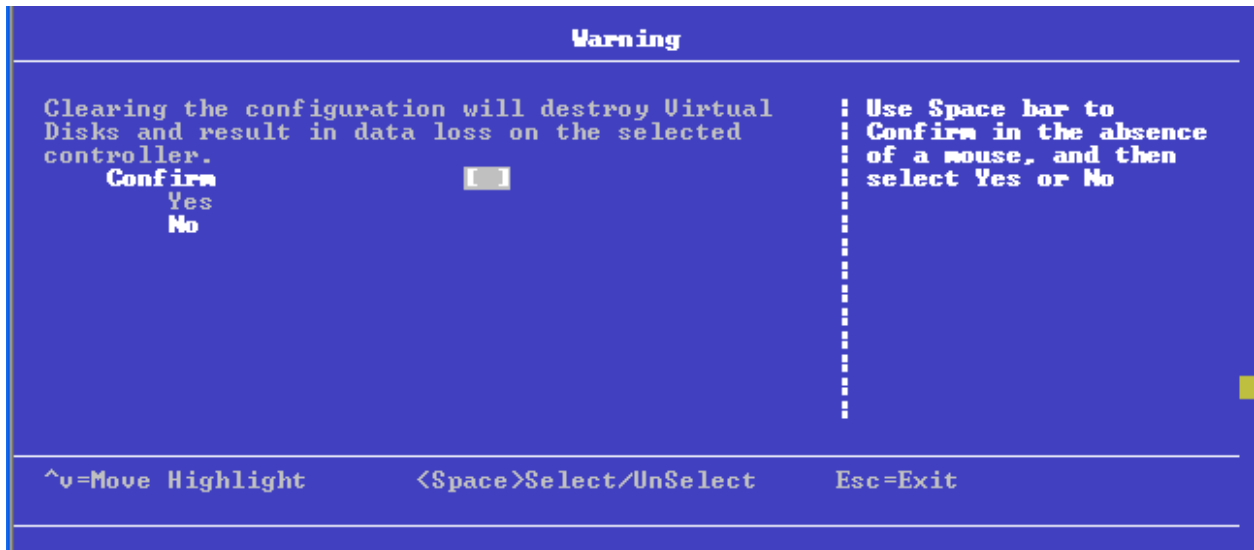 Warning
Clearing the configuration will destroy Virtual
Disks and result in data loss on the selected
controller.
Confirm [ ]
Yes
No
Use Space bar to
Confirm in the absence
of a mouse, and then
select Yes or No
^v=Move Highlight <Space>Select/UnSelect Esc=Exit